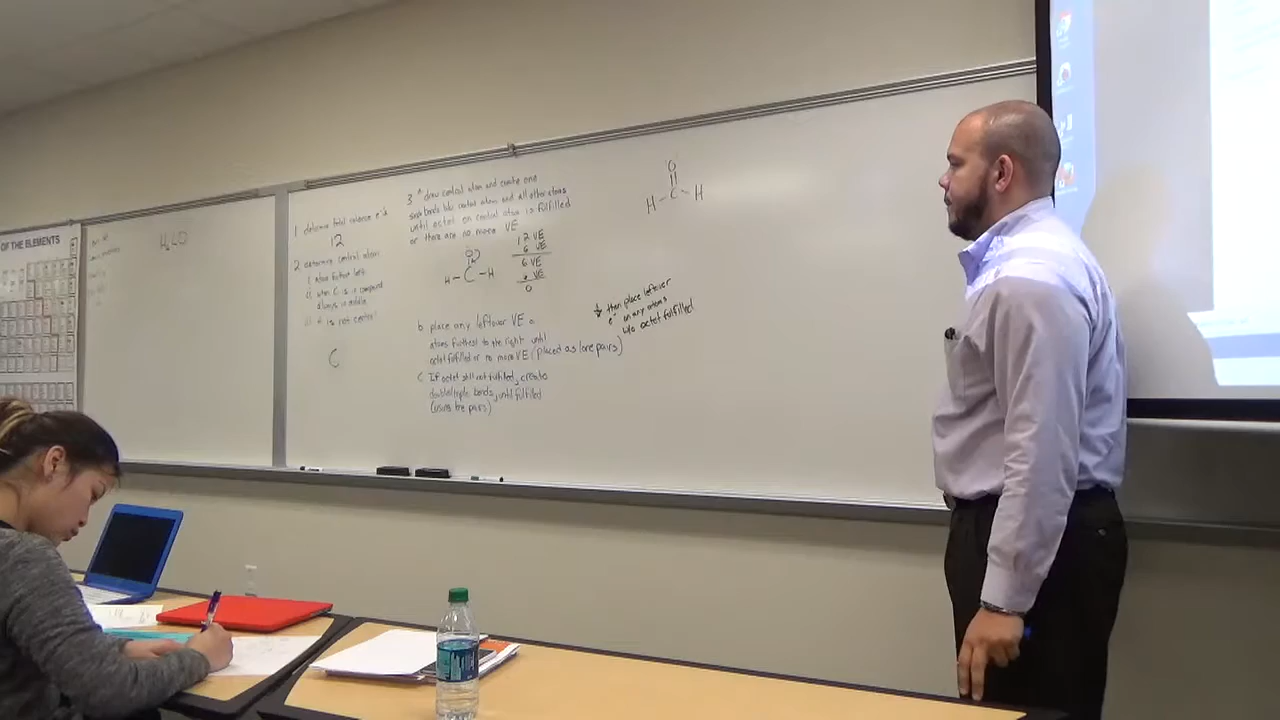 OF THE ELEMENTS
H₂CO
1 determine total valence e⁻s
12
2 determine central atom
i atom furthest left
ii when C is in compound
always in middle
iii H is not central
C
3 a draw central atom and create one
single bonds b/w central atom and all other atoms
until octet on central atom is fulfilled
or there are no more VE
12 VE
6 VE
6 VE
6 VE
0
O
H-C-H
b place any leftover VE
atoms furthest to the right until
octet fulfilled or no more VE (placed as lone pairs)
C If octet still not fulfilled, create
double/triple bonds, until fulfilled
(using lone pairs)
O
H-C-H
then place leftover
e⁻ on any atoms
w/o octet fulfilled